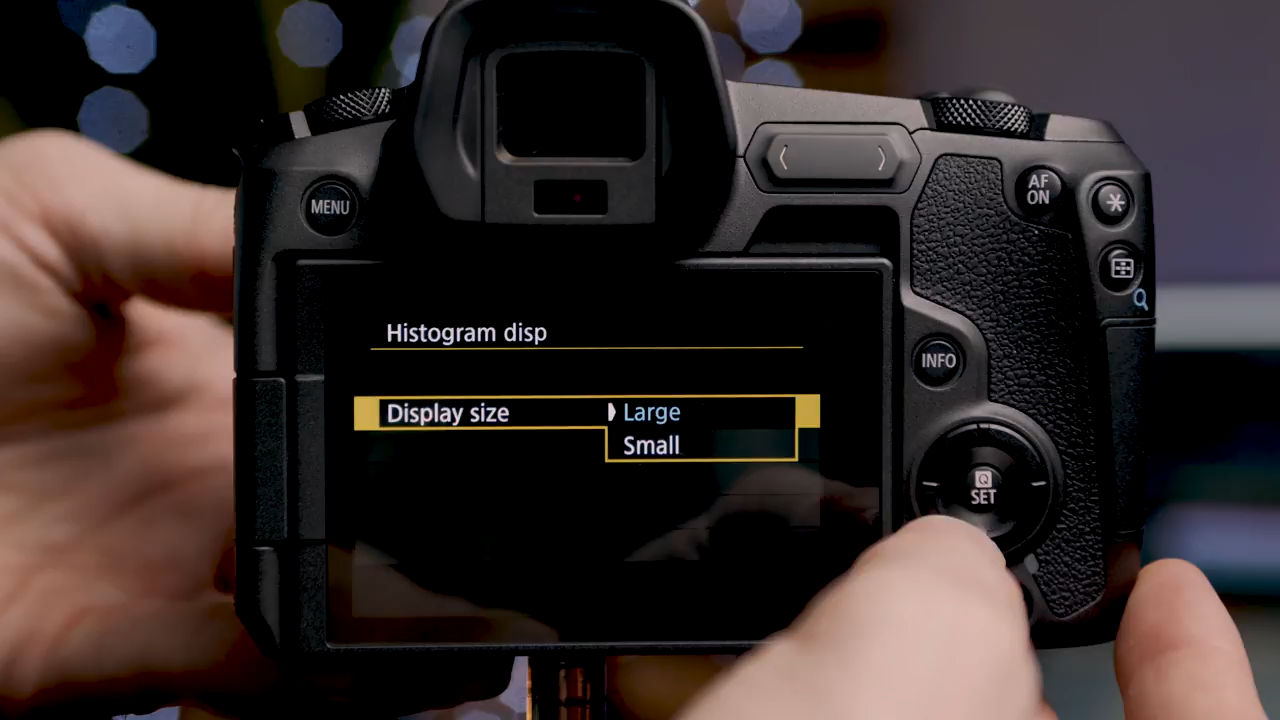 MENU
AF
ON
Histogram disp
INFO
Display size
Large
Small
Q
SET